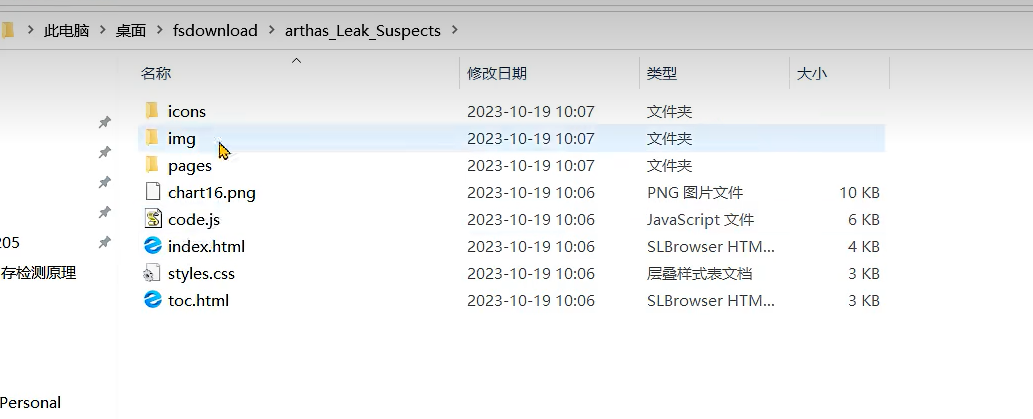 此电脑 > 桌面 > fsdownload > arthas_Leak_Suspects >
名称 修改日期 类型 大小
icons 2023-10-19 10:07 文件夹
img 2023-10-19 10:07 文件夹
pages 2023-10-19 10:07 文件夹
chart16.png 2023-10-19 10:06 PNG 图片文件 10 KB
code.js 2023-10-19 10:06 JavaScript 文件 6 KB
205 index.html 2023-10-19 10:06 SLBrowser HTM... 4 KB
存检测原理 styles.css 2023-10-19 10:06 层叠样式表文档 3 KB
toc.html 2023-10-19 10:06 SLBrowser HTM... 3 KB
Personal